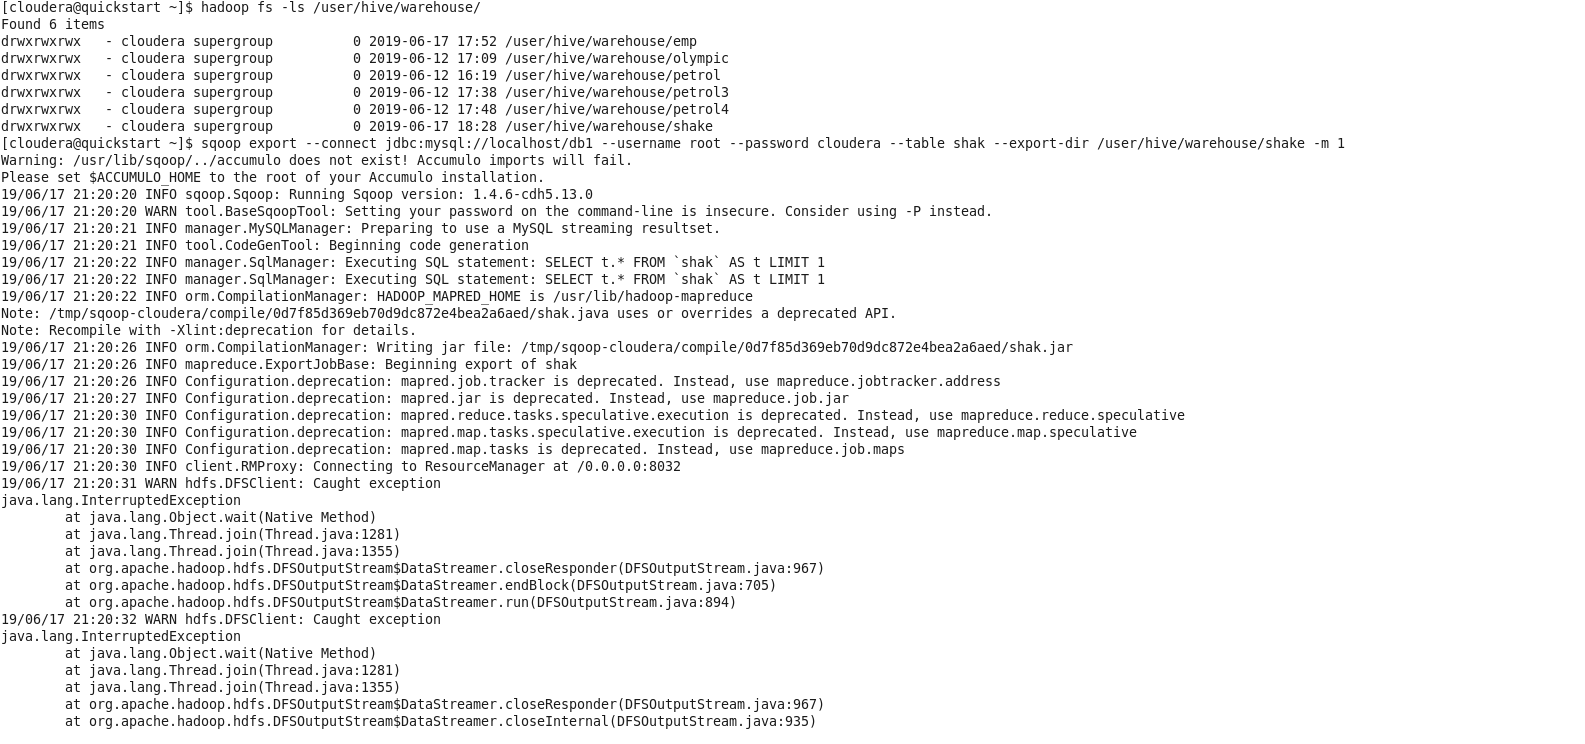 [cloudera@quickstart ~]$ hadoop fs -ls /user/hive/warehouse/
Found 6 items
drwxrwxrwx   - cloudera supergroup          0 2019-06-17 17:52 /user/hive/warehouse/emp
drwxrwxrwx   - cloudera supergroup          0 2019-06-12 17:09 /user/hive/warehouse/olympic
drwxrwxrwx   - cloudera supergroup          0 2019-06-12 16:19 /user/hive/warehouse/petrol
drwxrwxrwx   - cloudera supergroup          0 2019-06-12 17:38 /user/hive/warehouse/petrol3
drwxrwxrwx   - cloudera supergroup          0 2019-06-12 17:48 /user/hive/warehouse/petrol4
drwxrwxrwx   - cloudera supergroup          0 2019-06-17 18:28 /user/hive/warehouse/shake
[cloudera@quickstart ~]$ sqoop export --connect jdbc:mysql://localhost/db1 --username root --password cloudera --table shak --export-dir /user/hive/warehouse/shake -m 1
Warning: /usr/lib/sqoop/../accumulo does not exist! Accumulo imports will fail.
Please set $ACCUMULO_HOME to the root of your Accumulo installation.
19/06/17 21:20:20 INFO sqoop.Sqoop: Running Sqoop version: 1.4.6-cdh5.13.0
19/06/17 21:20:20 WARN tool.BaseSqoopTool: Setting your password on the command-line is insecure. Consider using -P instead.
19/06/17 21:20:21 INFO manager.MySQLManager: Preparing to use a MySQL streaming resultset.
19/06/17 21:20:21 INFO tool.CodeGenTool: Beginning code generation
19/06/17 21:20:22 INFO manager.SqlManager: Executing SQL statement: SELECT t.* FROM `shak` AS t LIMIT 1
19/06/17 21:20:22 INFO manager.SqlManager: Executing SQL statement: SELECT t.* FROM `shak` AS t LIMIT 1
19/06/17 21:20:22 INFO orm.CompilationManager: HADOOP_MAPRED_HOME is /usr/lib/hadoop-mapreduce
Note: /tmp/sqoop-cloudera/compile/0d7f85d369eb70d9dc872e4bea2a6aed/shak.java uses or overrides a deprecated API.
Note: Recompile with -Xlint:deprecation for details.
19/06/17 21:20:26 INFO orm.CompilationManager: Writing jar file: /tmp/sqoop-cloudera/compile/0d7f85d369eb70d9dc872e4bea2a6aed/shak.jar
19/06/17 21:20:26 INFO mapreduce.ExportJobBase: Beginning export of shak
19/06/17 21:20:26 INFO Configuration.deprecation: mapred.job.tracker is deprecated. Instead, use mapreduce.jobtracker.address
19/06/17 21:20:27 INFO Configuration.deprecation: mapred.jar is deprecated. Instead, use mapreduce.job.jar
19/06/17 21:20:30 INFO Configuration.deprecation: mapred.reduce.tasks.speculative.execution is deprecated. Instead, use mapreduce.reduce.speculative
19/06/17 21:20:30 INFO Configuration.deprecation: mapred.map.tasks.speculative.execution is deprecated. Instead, use mapreduce.map.speculative
19/06/17 21:20:30 INFO Configuration.deprecation: mapred.map.tasks is deprecated. Instead, use mapreduce.job.maps
19/06/17 21:20:30 INFO client.RMProxy: Connecting to ResourceManager at /0.0.0.0:8032
19/06/17 21:20:31 WARN hdfs.DFSClient: Caught exception
java.lang.InterruptedException
        at java.lang.Object.wait(Native Method)
        at java.lang.Thread.join(Thread.java:1281)
        at java.lang.Thread.join(Thread.java:1355)
        at org.apache.hadoop.hdfs.DFSOutputStream$DataStreamer.closeResponder(DFSOutputStream.java:967)
        at org.apache.hadoop.hdfs.DFSOutputStream$DataStreamer.endBlock(DFSOutputStream.java:705)
        at org.apache.hadoop.hdfs.DFSOutputStream$DataStreamer.run(DFSOutputStream.java:894)
19/06/17 21:20:32 WARN hdfs.DFSClient: Caught exception
java.lang.InterruptedException
        at java.lang.Object.wait(Native Method)
        at java.lang.Thread.join(Thread.java:1281)
        at java.lang.Thread.join(Thread.java:1355)
        at org.apache.hadoop.hdfs.DFSOutputStream$DataStreamer.closeResponder(DFSOutputStream.java:967)
        at org.apache.hadoop.hdfs.DFSOutputStream$DataStreamer.closeInternal(DFSOutputStream.java:935)